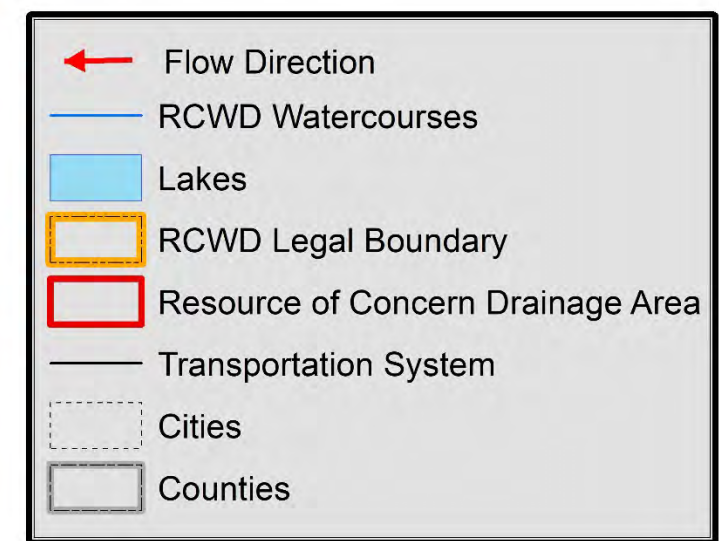 Flow Direction
RCWD Watercourses
Lakes
RCWD Legal Boundary
Resource of Concern Drainage Area
Transportation System
Cities
Counties